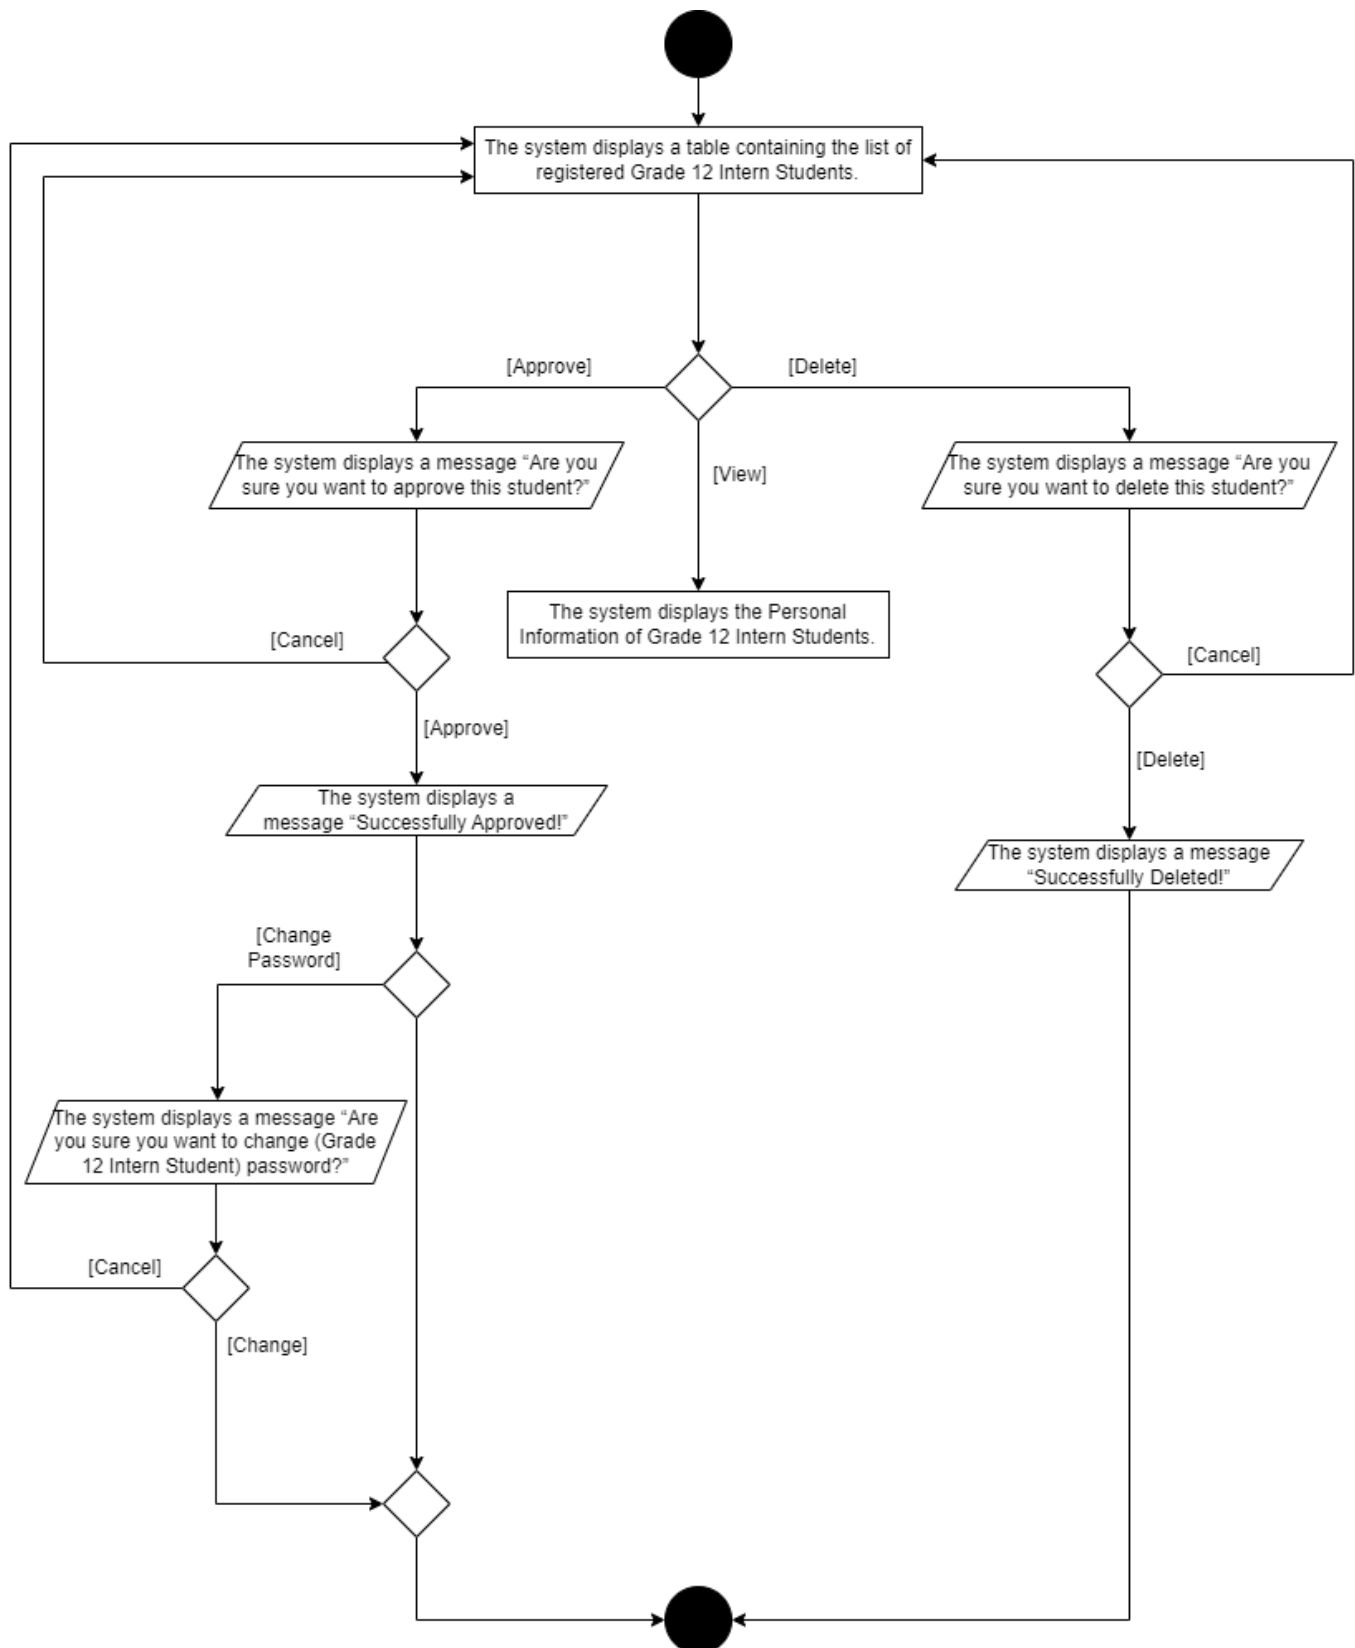 The system displays a table containing the list of
registered Grade 12 Intern Students.
[Approve]
[Delete]
The system displays a message “Are you
sure you want to approve this student?”
[View]
The system displays a message “Are you
sure you want to delete this student?”
The system displays the Personal
Information of Grade 12 Intern Students.
[Cancel]
[Cancel]
[Approve]
[Delete]
The system displays a
message “Successfully Approved!”
The system displays a message
“Successfully Deleted!”
[Change
Password]
The system displays a message “Are
you sure you want to change (Grade
12 Intern Student) password?”
[Cancel]
[Change]